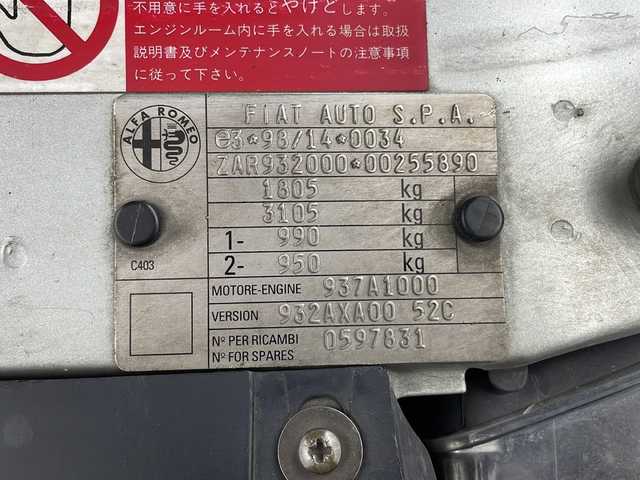 不用意に手を入れるとやけどします。
エンジンルーム内に手を入れる場合は取扱
説明書及びメンテナンスノートの注意事項
に従って下さい。
ALFA ROMEO
FIAT AUTO S.P.A.
e3*98/14*0034
ZAR932000*00255890
1805 kg
3105 kg
1- 990 kg
2- 950 kg
C403
MOTORE-ENGINE 937A1000
VERSION 932AXA00 52C
Nº PER RICAMBI
Nº FOR SPARES
0597831